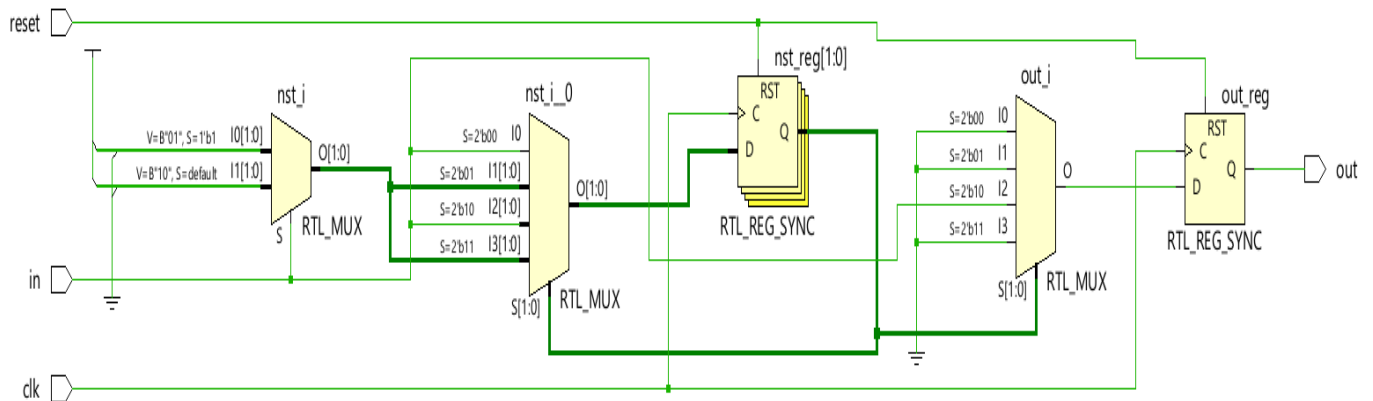 reset
nst_i
V=B"01", S=1'b1
I0[1:0]
V=B"10", S=default
I1[1:0]
O[1:0]
S
RTL_MUX
in
clk
nst_i__0
S=2'b00
I0
S=2'b01
I1[1:0]
S=2'b10
I2[1:0]
S=2'b11
I3[1:0]
O[1:0]
S[1:0]
RTL_MUX
nst_reg[1:0]
RST
C
Q
D
RTL_REG_SYNC
out_i
S=2'b00
I0
S=2'b01
I1
S=2'b10
I2
S=2'b11
I3
O
S[1:0]
RTL_MUX
out_reg
RST
C
Q
D
RTL_REG_SYNC
out